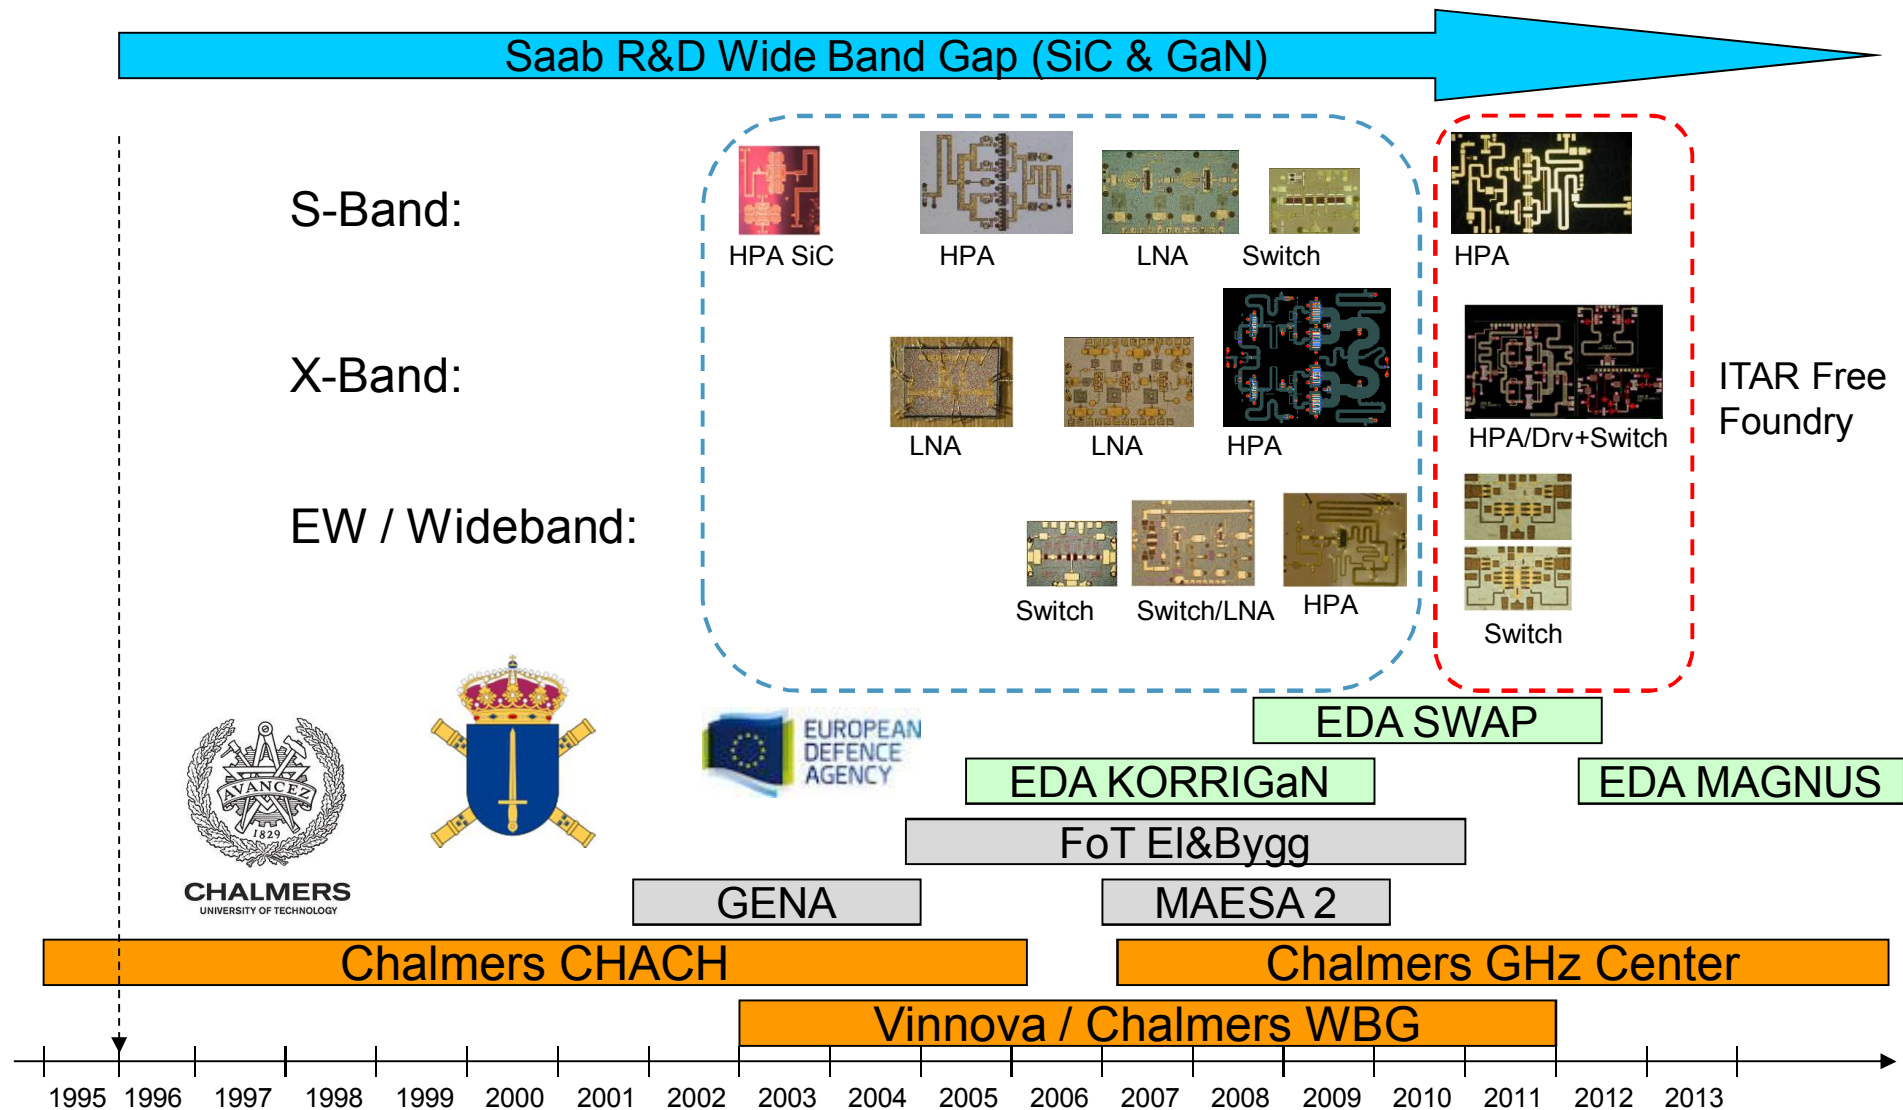 Saab R&D Wide Band Gap (SiC & GaN)
S-Band:
HPA SiC
HPA
LNA
Switch
HPA
X-Band:
LNA
LNA
HPA
HPA/Drv+Switch
ITAR Free
Foundry
EW / Wideband:
Switch
Switch/LNA
HPA
Switch
EDA SWAP
EUROPEAN
DEFENCE
AGENCY
EDA KORRIGaN
EDA MAGNUS
AVANCEZ
1829
CHALMERS
UNIVERSITY OF TECHNOLOGY
FoT El&Bygg
GENA
MAESA 2
Chalmers CHACH
Chalmers GHz Center
Vinnova / Chalmers WBG
1995 1996 1997 1998 1999 2000 2001 2002 2003 2004 2005 2006 2007 2008 2009 2010 2011 2012 2013